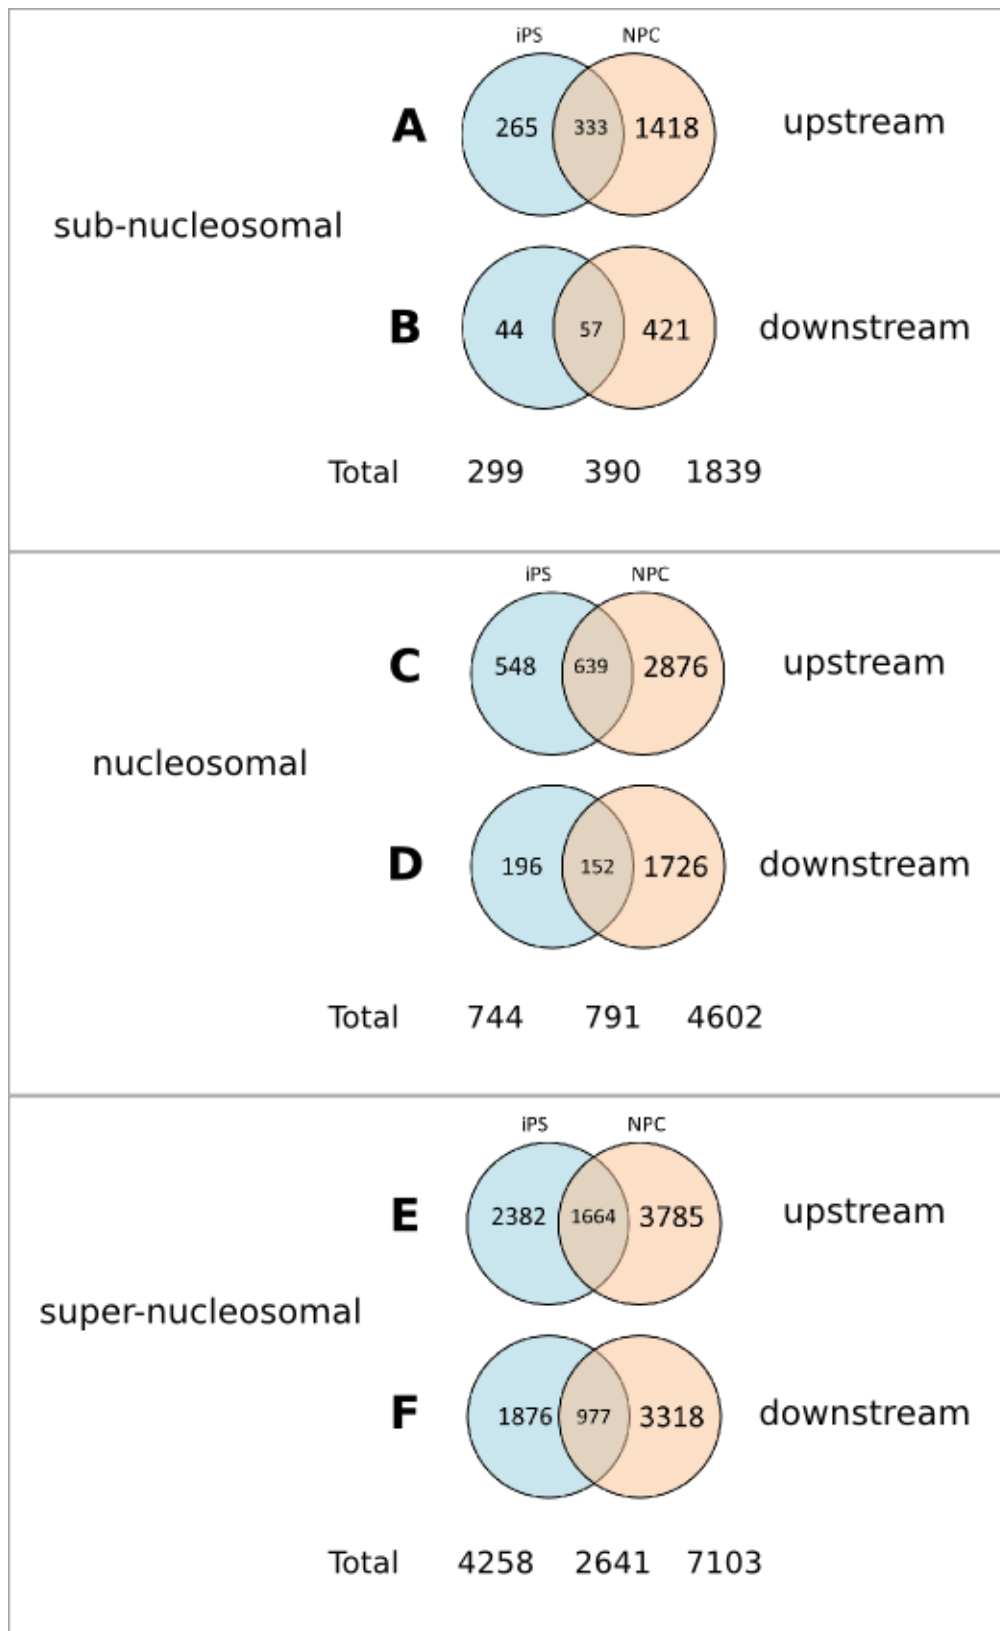 iPS NPC
A 265 333 1418 upstream
sub-nucleosomal
B 44 57 421 downstream
Total 299 390 1839
iPS NPC
C 548 639 2876 upstream
nucleosomal
D 196 152 1726 downstream
Total 744 791 4602
iPS NPC
E 2382 1664 3785 upstream
super-nucleosomal
F 1876 977 3318 downstream
Total 4258 2641 7103